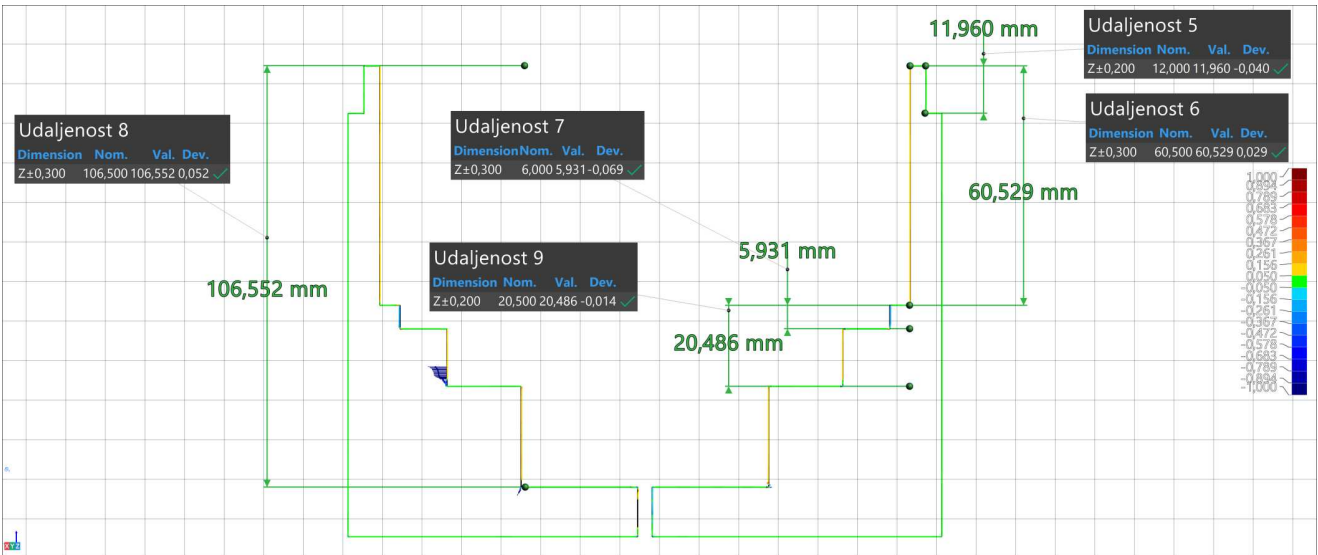 11,960 mm
Udaljenost 5
Dimension Nom. Val. Dev.
Z±0,200 12,000 11,960 -0,040
Udaljenost 6
Dimension Nom. Val. Dev.
Z±0,300 60,500 60,529 0,029
Udaljenost 8
Dimension Nom. Val. Dev.
Z±0,300 106,500 106,552 0,052
Udaljenost 7
Dimension Nom. Val. Dev.
Z±0,300 6,000 5,931 -0,069
60,529 mm
5,931 mm
Udaljenost 9
Dimension Nom. Val. Dev.
Z±0,200 20,500 20,486 -0,014
106,552 mm
20,486 mm
1,000
0,894
0,789
0,683
0,578
0,472
0,367
0,261
0,156
0,050
-0,050
-0,156
-0,261
-0,367
-0,472
-0,578
-0,683
-0,789
-0,894
-1,000
X Y Z